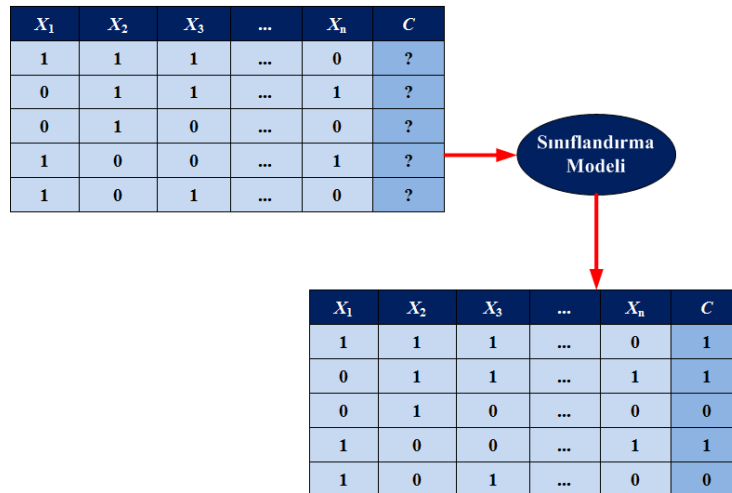 X1 X2 X3 ... Xn C
1 1 1 ... 0 ?
0 1 1 ... 1 ?
0 1 0 ... 0 ?
1 0 0 ... 1 ?
1 0 1 ... 0 ?
Sınıflandırma
Modeli
X1 X2 X3 ... Xn C
1 1 1 ... 0 1
0 1 1 ... 1 1
0 1 0 ... 0 0
1 0 0 ... 1 1
1 0 1 ... 0 0